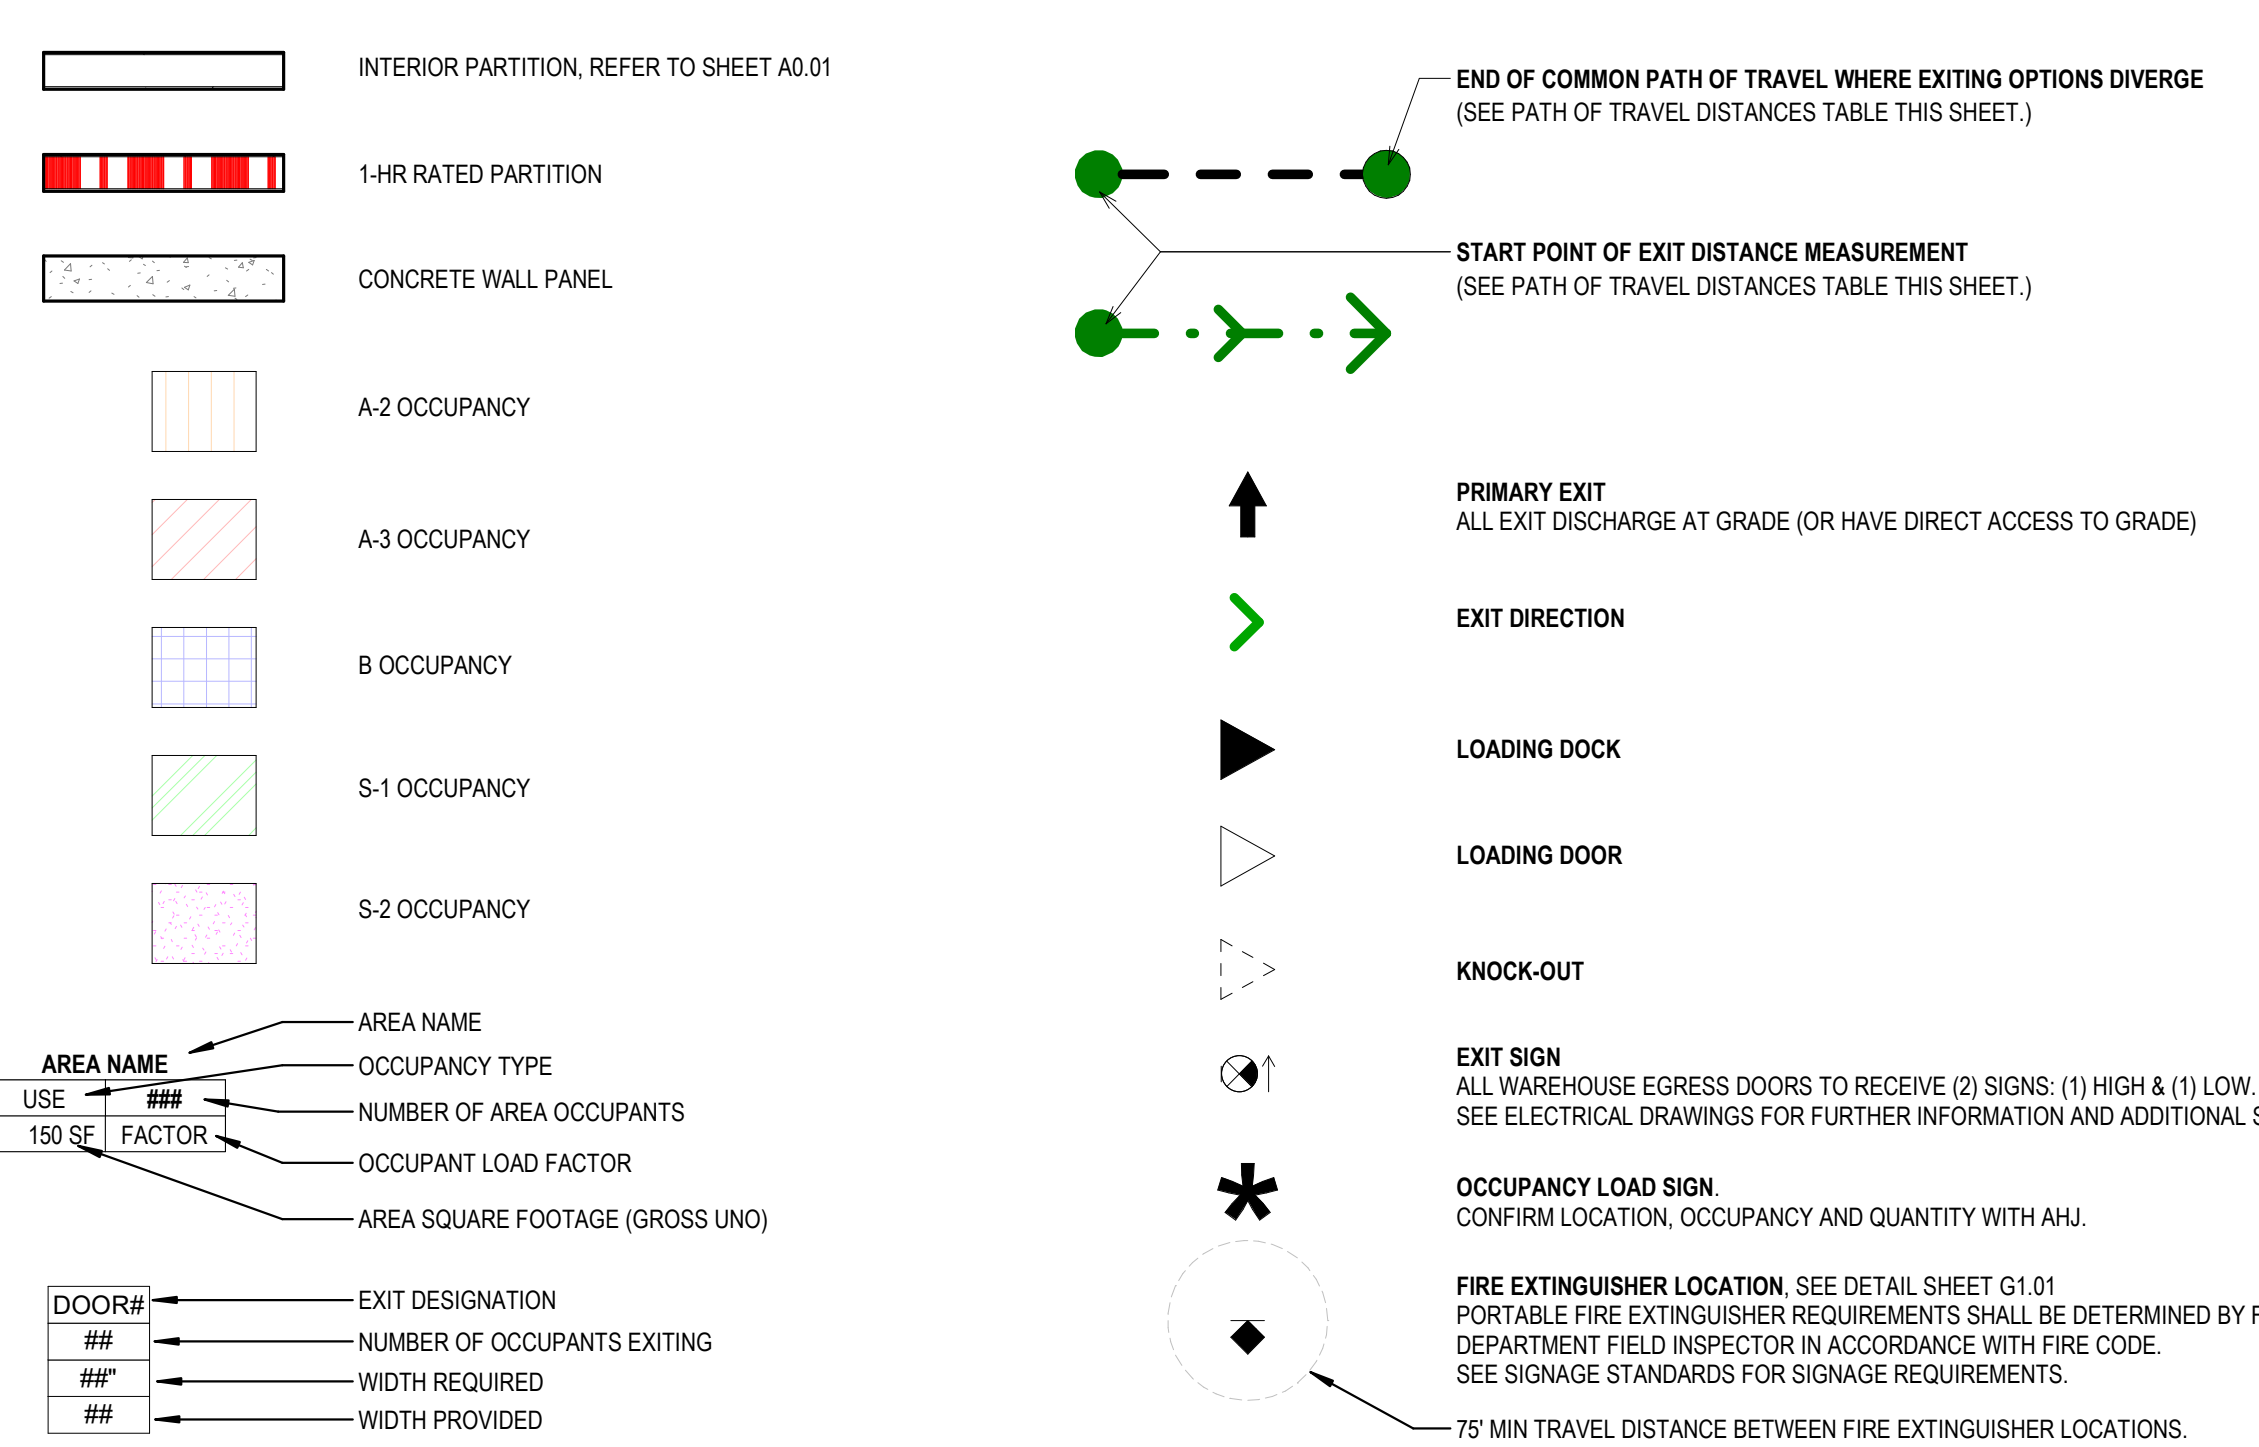 INTERIOR PARTITION, REFER TO SHEET A0.01
1-HR RATED PARTITION
CONCRETE WALL PANEL
A-2 OCCUPANCY
A-3 OCCUPANCY
B OCCUPANCY
S-1 OCCUPANCY
S-2 OCCUPANCY
AREA NAME
USE ###
150 SF FACTOR
AREA NAME
OCCUPANCY TYPE
NUMBER OF AREA OCCUPANTS
OCCUPANT LOAD FACTOR
AREA SQUARE FOOTAGE (GROSS UNO)
DOOR#
##
##"
##
EXIT DESIGNATION
NUMBER OF OCCUPANTS EXITING
WIDTH REQUIRED
WIDTH PROVIDED
END OF COMMON PATH OF TRAVEL WHERE EXITING OPTIONS DIVERGE
(SEE PATH OF TRAVEL DISTANCES TABLE THIS SHEET.)
START POINT OF EXIT DISTANCE MEASUREMENT
(SEE PATH OF TRAVEL DISTANCES TABLE THIS SHEET.)
PRIMARY EXIT
ALL EXIT DISCHARGE AT GRADE (OR HAVE DIRECT ACCESS TO GRADE)
EXIT DIRECTION
LOADING DOCK
LOADING DOOR
KNOCK-OUT
EXIT SIGN
ALL WAREHOUSE EGRESS DOORS TO RECEIVE (2) SIGNS: (1) HIGH & (1) LOW.
SEE ELECTRICAL DRAWINGS FOR FURTHER INFORMATION AND ADDITIONAL
OCCUPANCY LOAD SIGN.
CONFIRM LOCATION, OCCUPANCY AND QUANTITY WITH AHJ.
FIRE EXTINGUISHER LOCATION, SEE DETAIL SHEET G1.01
PORTABLE FIRE EXTINGUISHER REQUIREMENTS SHALL BE DETERMINED BY
DEPARTMENT FIELD INSPECTOR IN ACCORDANCE WITH FIRE CODE.
SEE SIGNAGE STANDARDS FOR SIGNAGE REQUIREMENTS.
75' MIN TRAVEL DISTANCE BETWEEN FIRE EXTINGUISHER LOCATIONS.